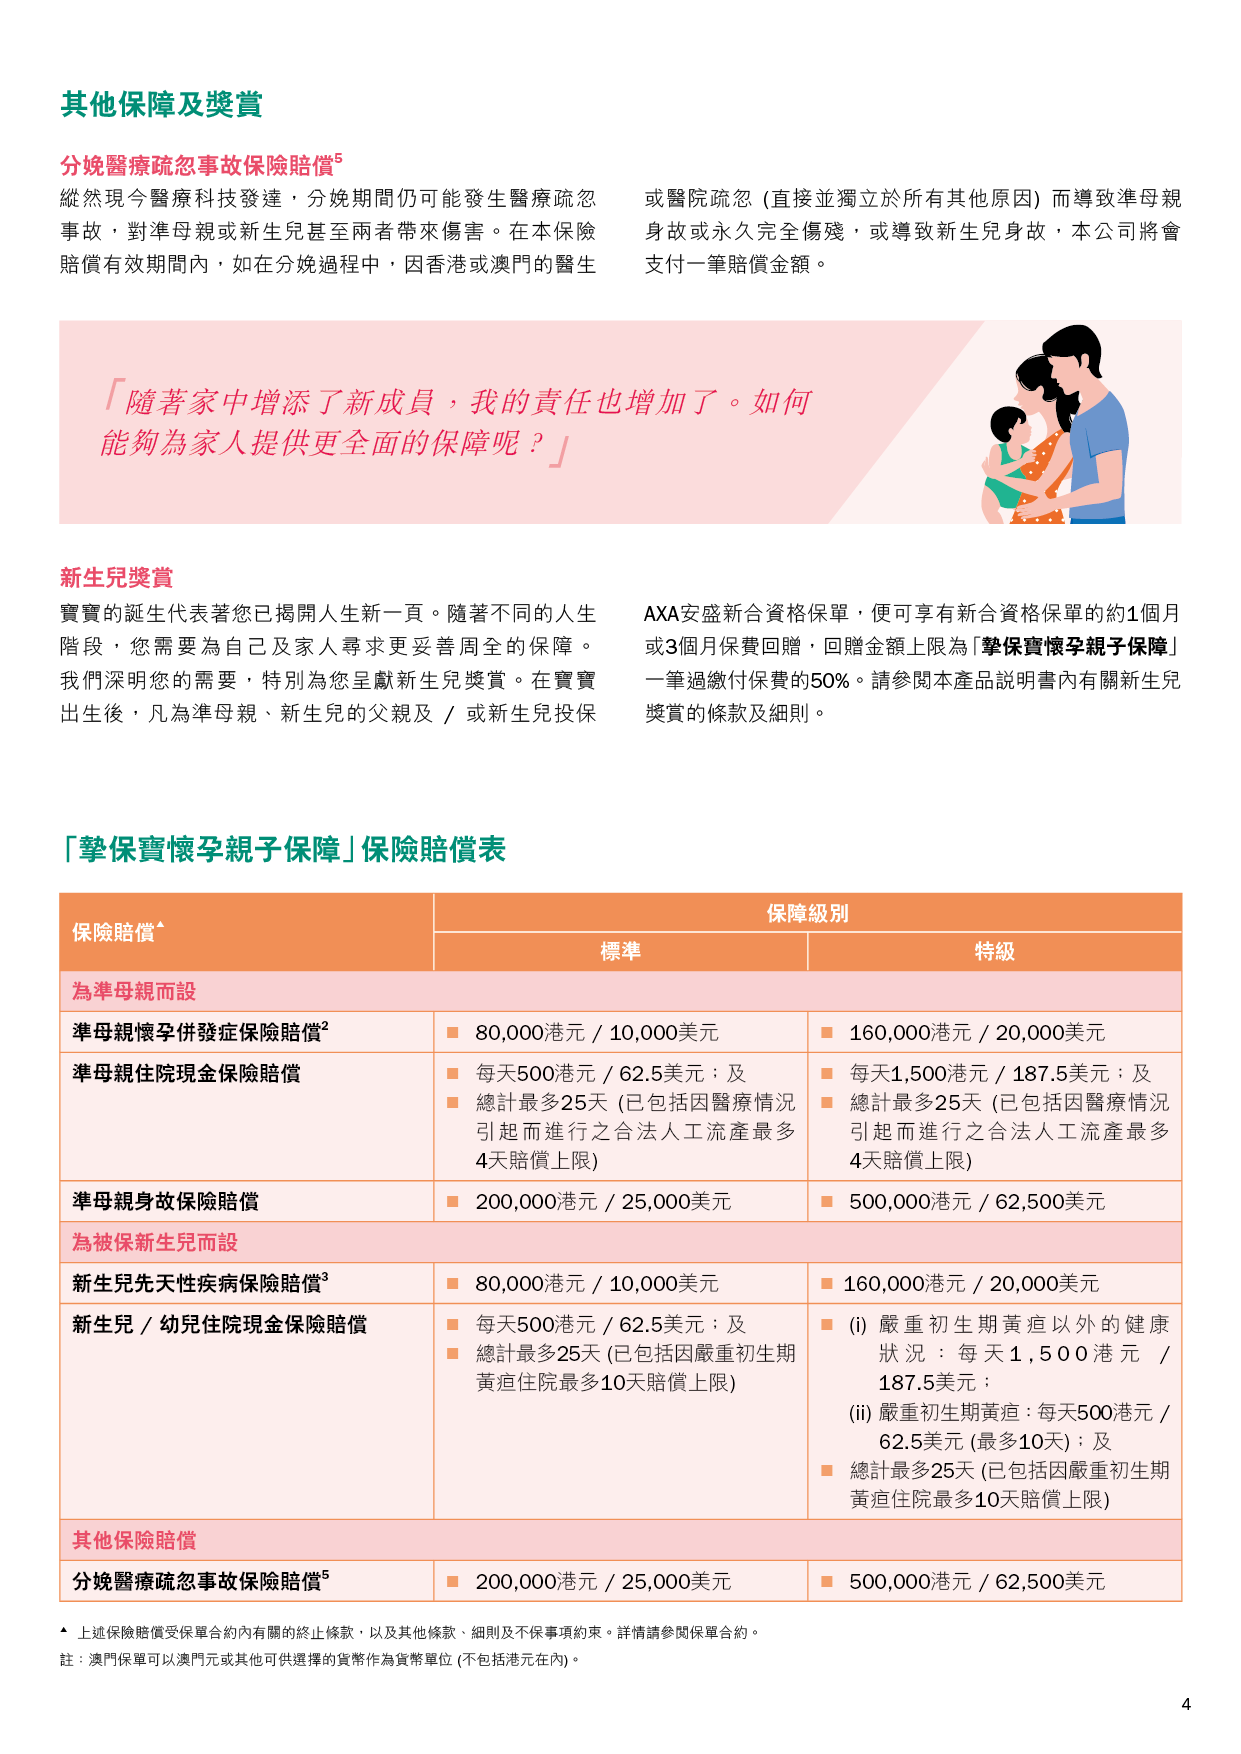 其他保障及獎賞
分娩醫療疏忽事故保險賠償5
縱然現今醫療科技發達，分娩期間仍可能發生醫療疏忽
事故，對準母親或新生兒甚至兩者帶來傷害。在本保險
賠償有效期間內，如在分娩過程中，因香港或澳門的醫生
或醫院疏忽 (直接並獨立於所有其他原因) 而導致準母親
身故或永久完全傷殘，或導致新生兒身故，本公司將會
支付一筆賠償金額。
「隨著家中增添了新成員，我的責任也增加了。如何
能夠為家人提供更全面的保障呢？」
新生兒獎賞
寶寶的誕生代表著您已揭開人生新一頁。隨著不同的人生
階段，您需要為自己及家人尋求更妥善周全的保障。
我們深明您的需要，特別為您呈獻新生兒獎賞。在寶寶
出生後，凡為準母親、新生兒的父親及 / 或新生兒投保
AXA安盛新合資格保單，便可享有新合資格保單的約1個月
或3個月保費回贈，回贈金額上限為「摯保寶懷孕親子保障」
一筆過繳付保費的50%。請參閱本產品説明書內有關新生兒
獎賞的條款及細則。
「摯保寶懷孕親子保障」保險賠償表
保險賠償▲
保障級別
標準
特級
為準母親而設
準母親懷孕併發症保險賠償2
■ 80,000港元 / 10,000美元
■ 160,000港元 / 20,000美元
準母親住院現金保險賠償
■ 每天500港元 / 62.5美元；及
■ 總計最多25天 (已包括因醫療情況
引起而進行之合法人工流產最多
4天賠償上限)
■ 每天1,500港元 / 187.5美元；及
■ 總計最多25天 (已包括因醫療情況
引起而進行之合法人工流產最多
4天賠償上限)
準母親身故保險賠償
■ 200,000港元 / 25,000美元
■ 500,000港元 / 62,500美元
為被保新生兒而設
新生兒先天性疾病保險賠償3
■ 80,000港元 / 10,000美元
■ 160,000港元 / 20,000美元
新生兒 / 幼兒住院現金保險賠償
■ 每天500港元 / 62.5美元；及
■ 總計最多25天 (已包括因嚴重初生期
黃疸住院最多10天賠償上限)
■ (i) 嚴重初生期黃疸以外的健康
狀況：每天1,500港元 /
187.5美元；
(ii) 嚴重初生期黃疸：每天500港元 /
62.5美元 (最多10天)；及
■ 總計最多25天 (已包括因嚴重初生期
黃疸住院最多10天賠償上限)
其他保險賠償
分娩醫療疏忽事故保險賠償5
■ 200,000港元 / 25,000美元
■ 500,000港元 / 62,500美元
▲ 上述保險賠償受保單合約內有關的終止條款，以及其他條款、細則及不保事項約束。詳情請參閱保單合約。
註：澳門保單可以澳門元或其他可供選擇的貨幣作為貨幣單位 (不包括港元在內)。
4